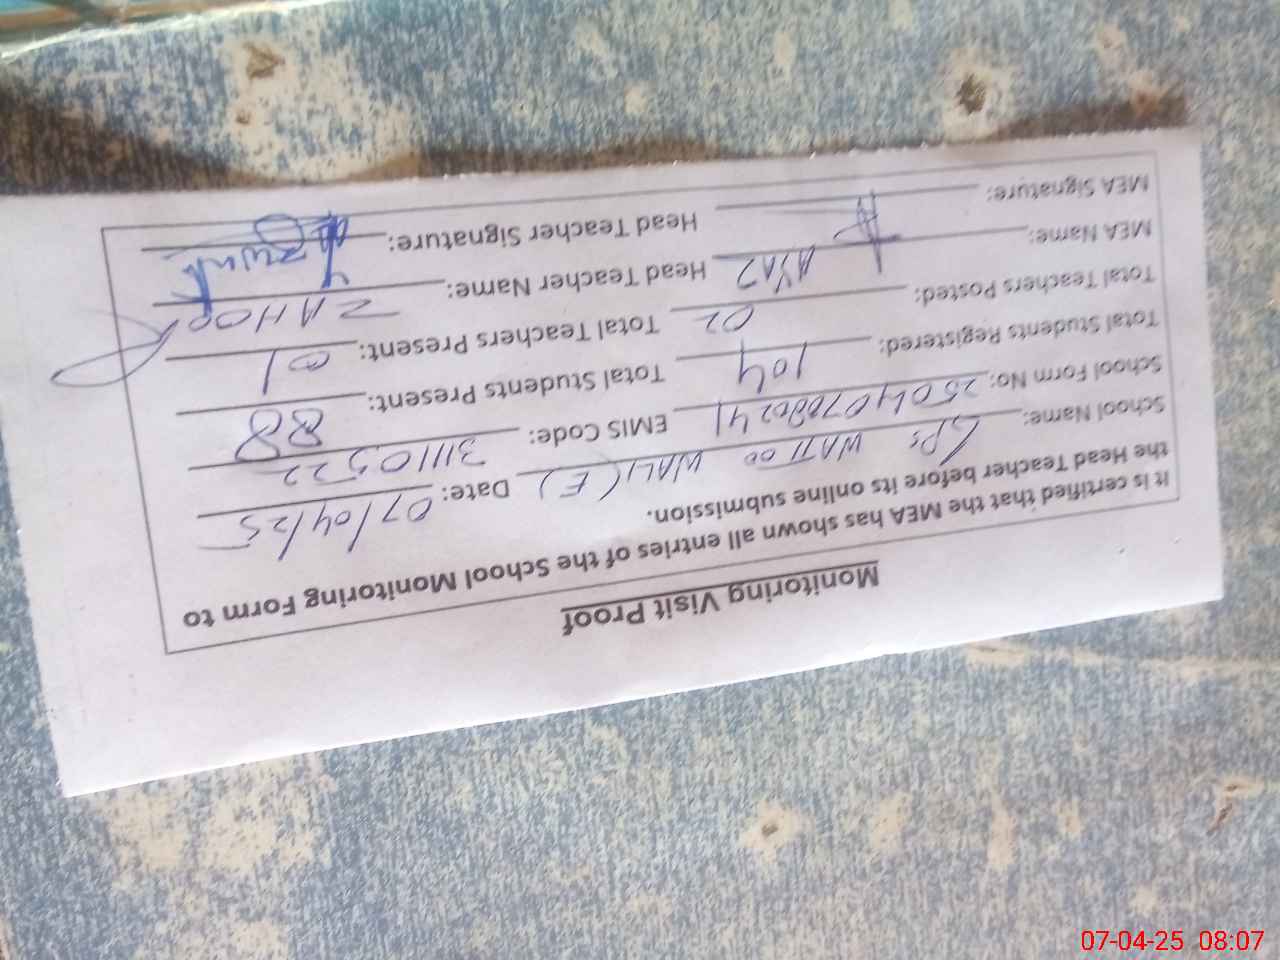 Monitoring Visit Proof
It is certified that the MEA has shown all entries of the School Monitoring Form to
the Head Teacher before its online submission.
School Name: GPS WATTOO WALI (E) Date: 07/04/25
School Form No: 250407080241 EMIS Code: 31110522
Total Students Registered: 104 Total Students Present: 88
Total Teachers Posted: 02 Total Teachers Present: 01
MEA Name: AYAZ Head Teacher Name: ZAHOOR
MEA Signature: Head Teacher Signature:
07-04-25 08:07